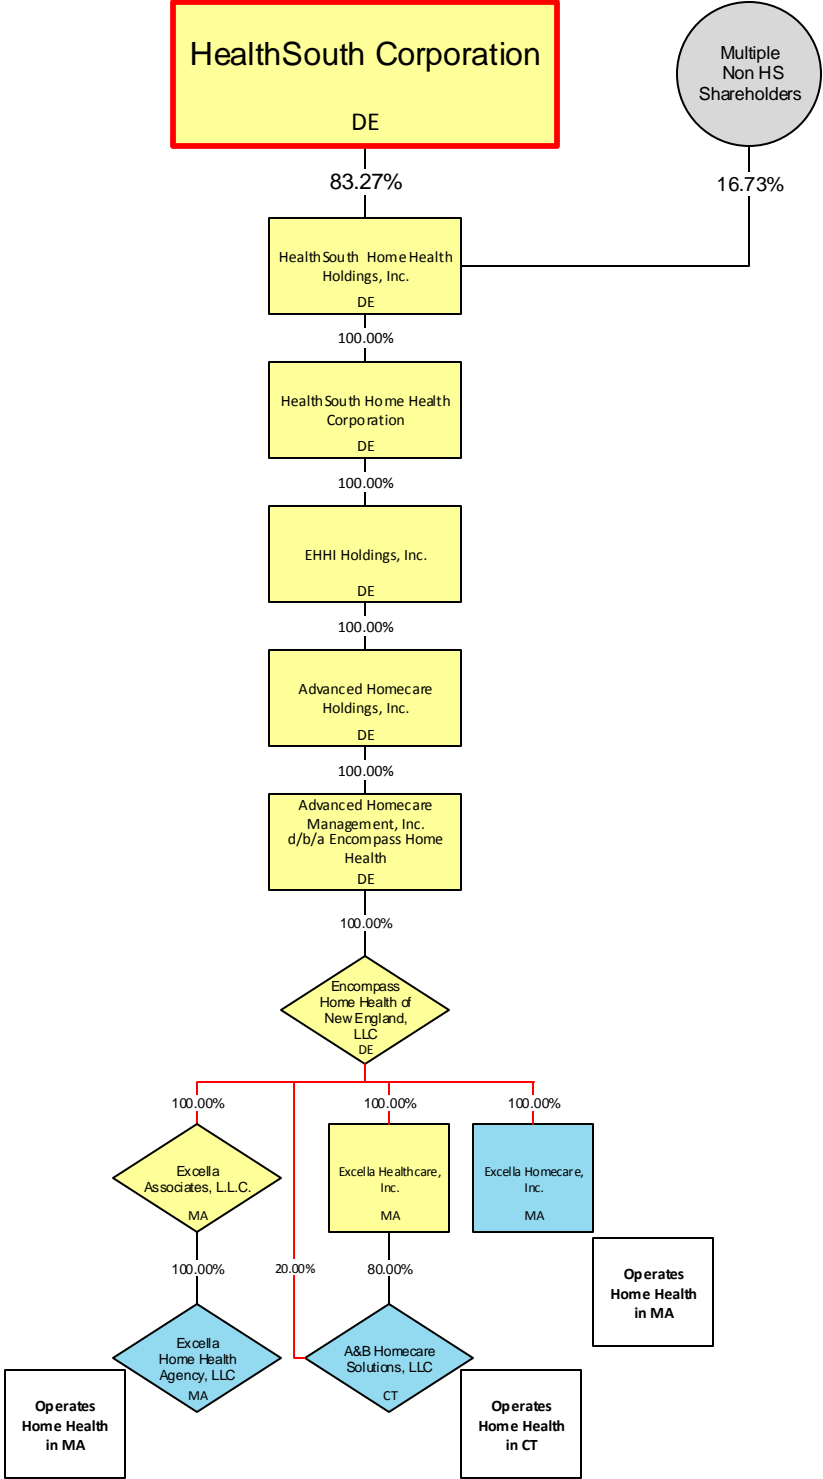 HealthSouth Corporation
DE
Multiple
Non HS
Shareholders
83.27%
16.73%
HealthSouth Home Health
Holdings, Inc.
DE
100.00%
HealthSouth Home Health
Corporation
DE
100.00%
EHHI Holdings, Inc.
DE
100.00%
Advanced Homecare
Holdings, Inc.
DE
100.00%
Advanced Homecare
Management, Inc.
d/b/a Encompass Home
Health
DE
100.00%
Encompass
Home Health of
New England,
LLC
DE
100.00%
100.00%
100.00%
Excella
Associates, L.L.C.
MA
Excella Healthcare,
Inc.
MA
Excella Homecare,
Inc.
MA
100.00%
20.00%
80.00%
Operates
Home Health
in MA
Excella
Home Health
Agency, LLC
MA
A&B Homecare
Solutions, LLC
CT
Operates
Home Health
in MA
Operates
Home Health
in CT